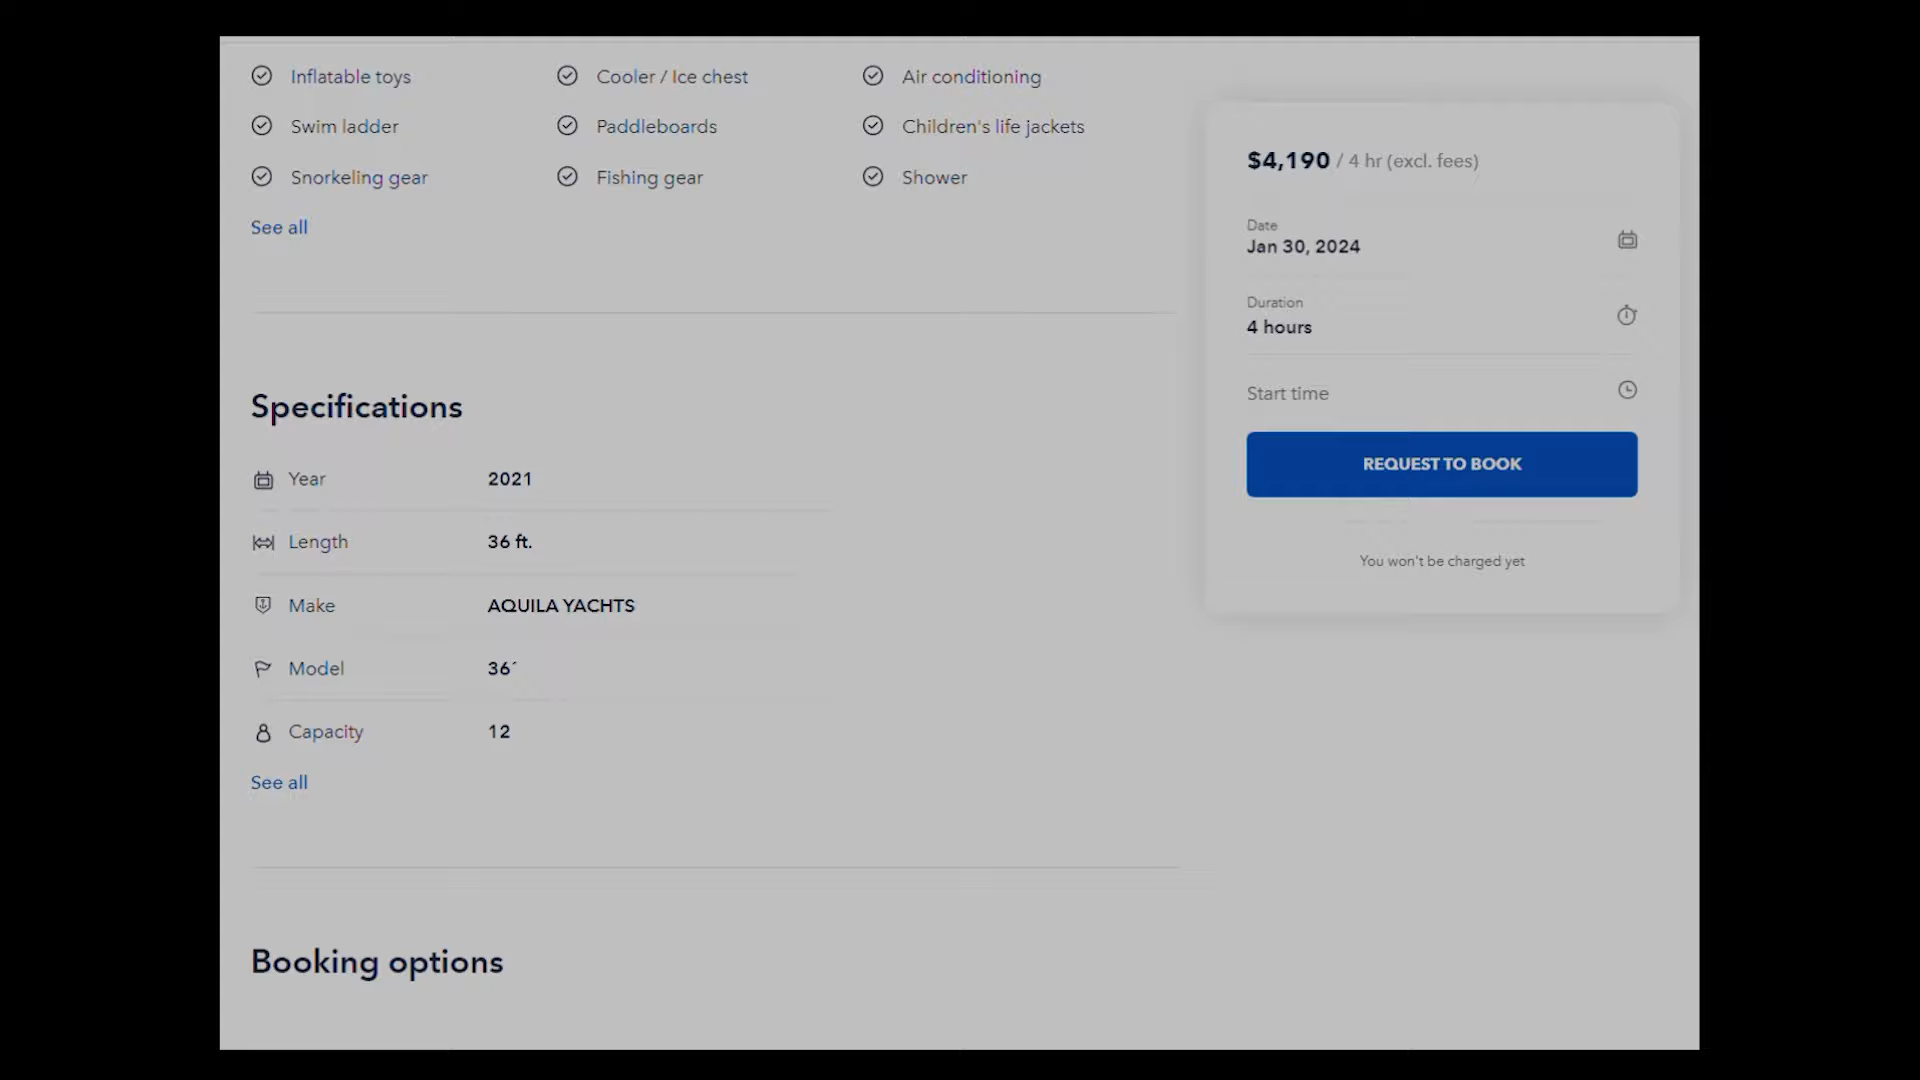 Inflatable toys
Cooler / Ice chest
Air conditioning
Swim ladder
Paddleboards
Children's life jackets
Snorkeling gear
Fishing gear
Shower
See all
$4,190 / 4 hr (excl. fees)
Date
Jan 30, 2024
Duration
4 hours
Start time
REQUEST TO BOOK
You won't be charged yet
Specifications
Year 2021
Length 36 ft.
Make AQUILA YACHTS
Model 36´
Capacity 12
See all
Booking options